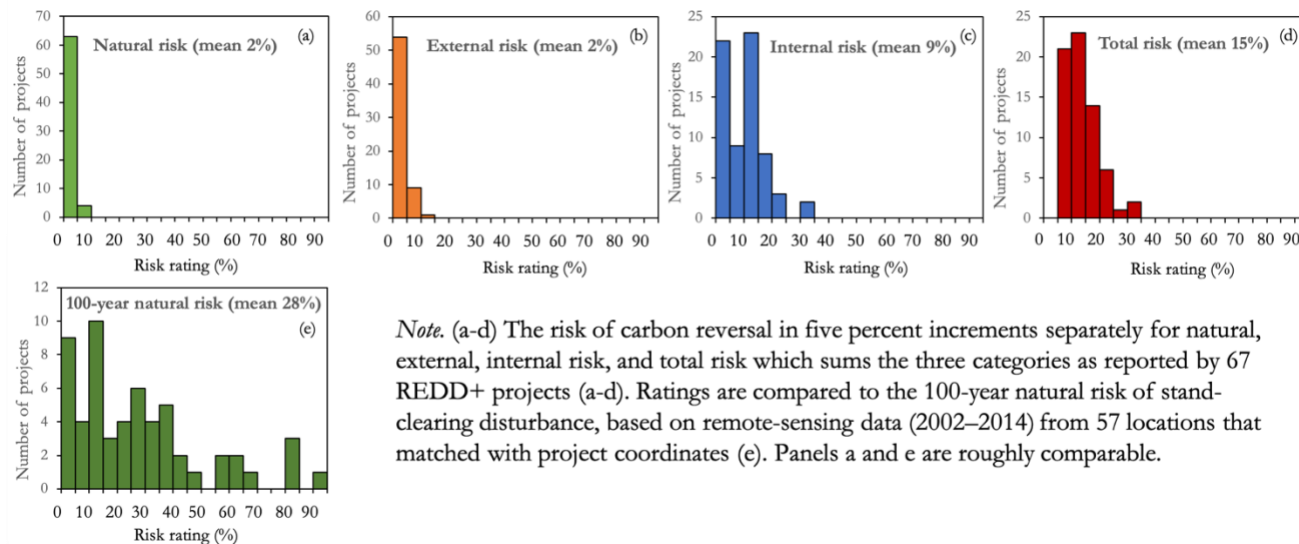 Natural risk (mean 2%)
(a)
Number of projects
70
60
50
40
30
20
10
0
0 10 20 30 40 50 60 70 80 90
Risk rating (%)
External risk (mean 2%)
(b)
Number of projects
60
50
40
30
20
10
0
0 10 20 30 40 50 60 70 80 90
Risk rating (%)
Internal risk (mean 9%)
(c)
Number of projects
25
20
15
10
5
0
0 10 20 30 40 50 60 70 80 90
Risk rating (%)
Total risk (mean 15%)
(d)
Number of projects
25
20
15
10
5
0
0 10 20 30 40 50 60 70 80 90
Risk rating (%)
100-year natural risk (mean 28%)
(e)
Number of projects
12
10
8
6
4
2
0
0 10 20 30 40 50 60 70 80 90
Risk rating (%)
Note. (a-d) The risk of carbon reversal in five percent increments separately for natural,
external, internal risk, and total risk which sums the three categories as reported by 67
REDD+ projects (a-d). Ratings are compared to the 100-year natural risk of stand-
clearing disturbance, based on remote-sensing data (2002–2014) from 57 locations that
matched with project coordinates (e). Panels a and e are roughly comparable.